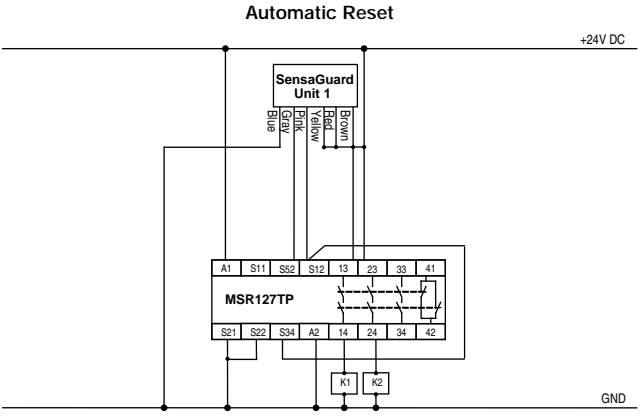 Automatic Reset
+24V DC
SensaGuard
Unit 1
Blue
Gray
Pink
Yellow
Red
Brown
A1 S11 S52 S12 13 23 33 41
MSR127TP
S21 S22 S34 A2 14 24 34 42
K1 K2
GND